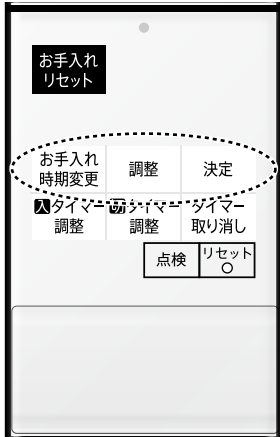 お手入れ
リセット
お手入れ
時期変更
調整
決定
入タイマー
調整
切タイマー
調整
タイマー
取り消し
点検
リセット